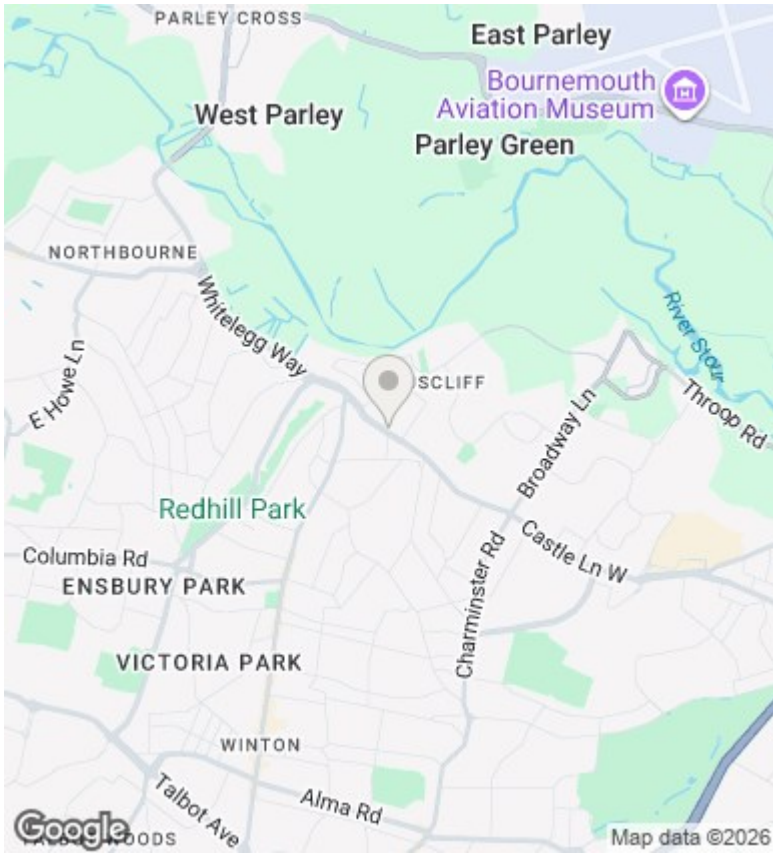 PARLEY CROSS
East Parley
Bournemouth
Aviation Museum
West Parley
Parley Green
NORTHBOURNE
Whitelegg Way
River Stour
E Howe Ln
SCLIFF
Throop Rd
Broadway Ln
Redhill Park
Castle Ln W
Columbia Rd
ENSBURY PARK
Charminster Rd
VICTORIA PARK
WINTON
Talbot Ave
Alma Rd
Google
WOODS
Map data ©2026